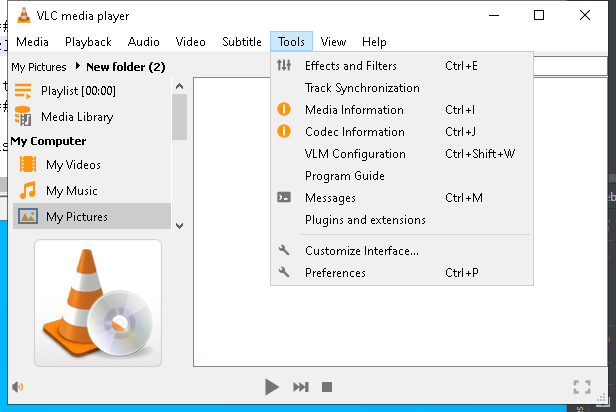 VLC media player
Media Playback Audio Video Subtitle Tools View Help
My Pictures New folder (2)
Playlist [00:00]
Media Library
My Computer
My Videos
My Music
My Pictures
Effects and Filters Ctrl+E
Track Synchronization
Media Information Ctrl+I
Codec Information Ctrl+J
VLM Configuration Ctrl+Shift+W
Program Guide
Messages Ctrl+M
Plugins and extensions
Customize Interface...
Preferences Ctrl+P